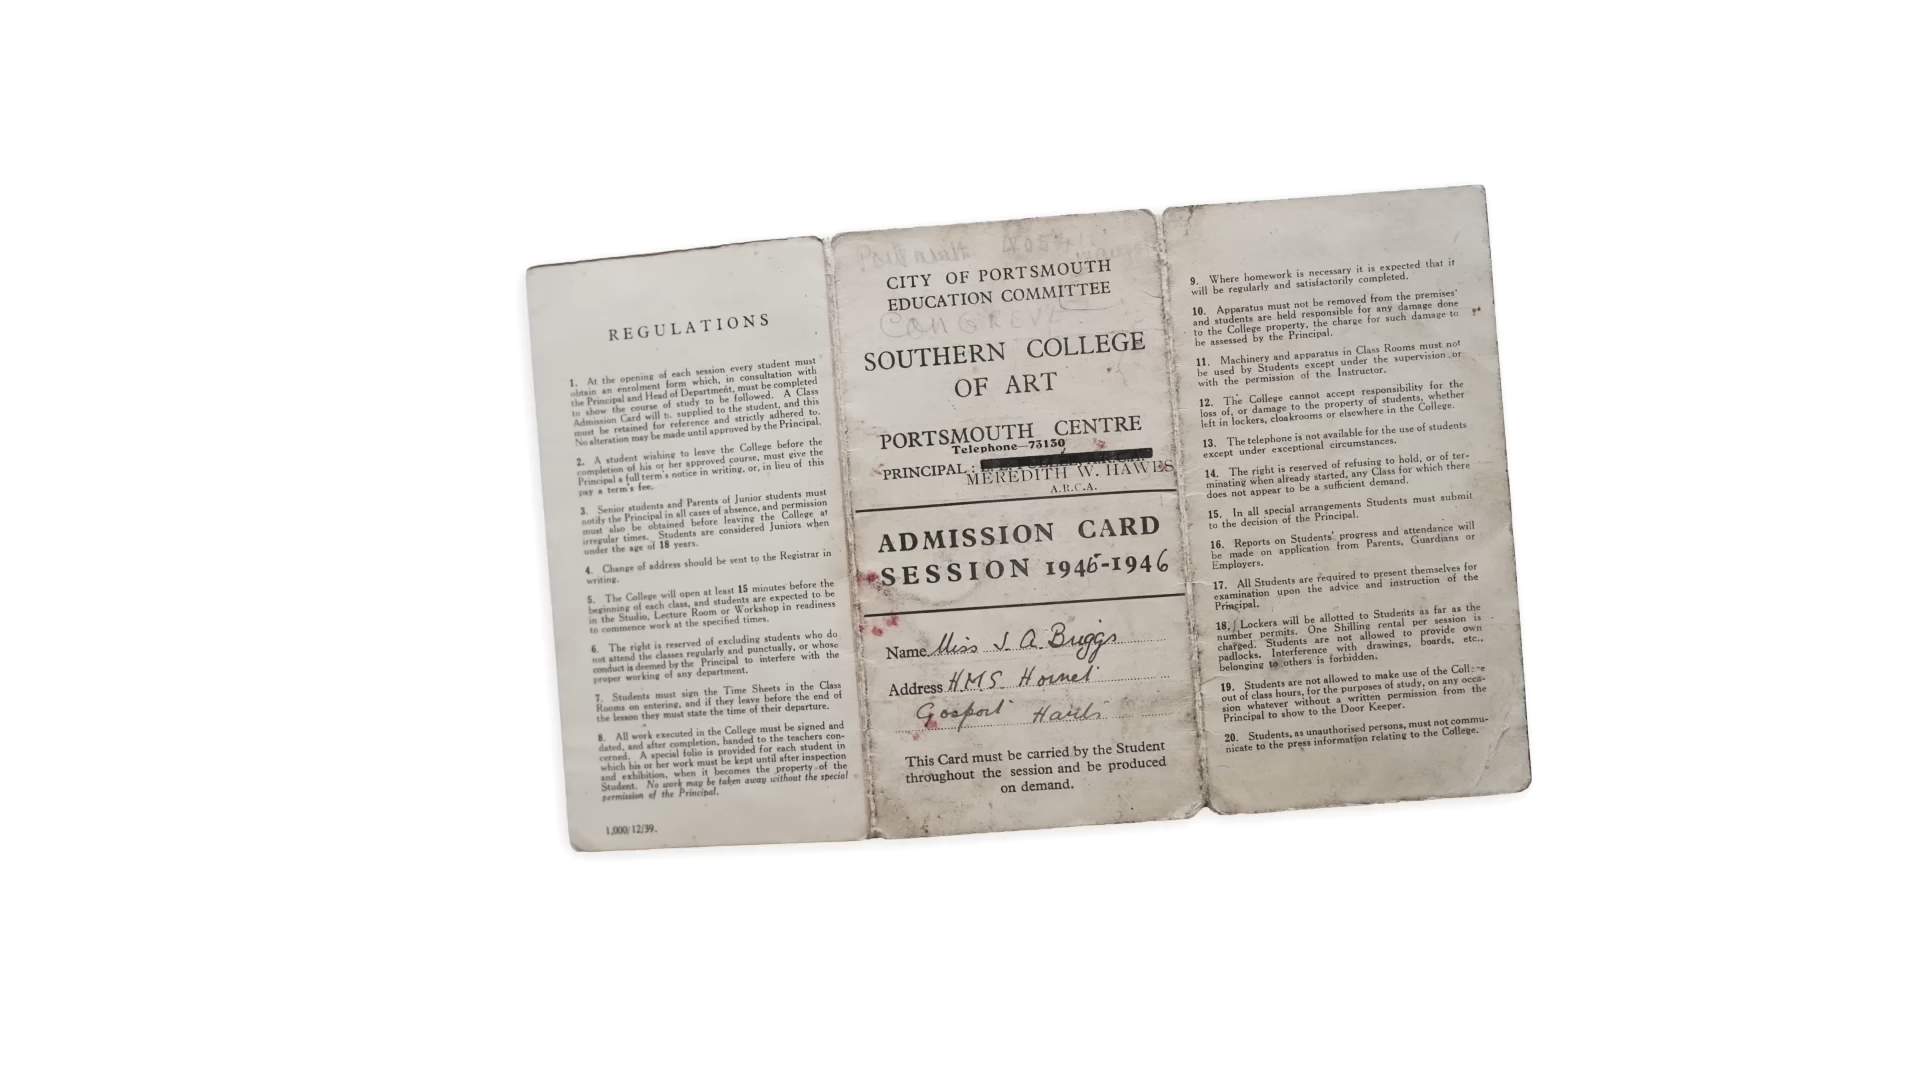 REGULATIONS
1. At the opening of each session every student must
obtain an enrolment form which, in consultation with
the Principal and Head of Department, must be completed
to show the course of study to be followed. A Class
Admission Card will be supplied to the student, and this
must be retained for reference and strictly adhered to.
No alteration may be made until approved by the Principal.
2. A student wishing to leave the College before the
completion of his or her approved course, must give the
Principal a full term's notice in writing, or, in lieu of this
pay a term's fee.
3. Senior students and Parents of Junior students must
notify the Principal in all cases of absence, and permission
must also be obtained before leaving the College at
irregular times. Students are considered Juniors when
under the age of 18 years.
4. Change of address should be sent to the Registrar in
writing.
5. The College will open at least 15 minutes before the
beginning of each class, and students are expected to be
in the Studio, Lecture Room or Workshop in readiness
to commence work at the specified times.
6. The right is reserved of excluding students who do
not attend the classes regularly and punctually, or whose
conduct is deemed by the Principal to interfere with the
proper working of any department.
7. Students must sign the Time Sheets in the Class
Rooms on entering, and if they leave before the end of
the lesson they must state the time of their departure.
8. All work executed in the College must be signed and
dated, and after completion, handed to the teachers con-
cerned. A special folio is provided for each student in
which his or her work must be kept until after inspection
and exhibition, when it becomes the property of the
Student. No work may be taken away without the special
permission of the Principal.
1,000/12/39.
CITY OF PORTSMOUTH
EDUCATION COMMITTEE
CONGREVE
SOUTHERN COLLEGE
OF ART
PORTSMOUTH CENTRE
Telephone—73130
PRINCIPAL :
MEREDITH W. HAWES
A.R.C.A.
ADMISSION CARD
SESSION 1945-1946
Name Miss J A Briggs
Address HMS Hornet
Gosport Hants
This Card must be carried by the Student
throughout the session and be produced
on demand.
9. Where homework is necessary it is expected that it
will be regularly and satisfactorily completed.
10. Apparatus must not be removed from the premises
and students are held responsible for any damage done
to the College property, the charge for such damage to
be assessed by the Principal.
11. Machinery and apparatus in Class Rooms must not
be used by Students except under the supervision or
with the permission of the Instructor.
12. The College cannot accept responsibility for the
loss of, or damage to the property of students, whether
left in lockers, cloakrooms or elsewhere in the College.
13. The telephone is not available for the use of students
except under exceptional circumstances.
14. The right is reserved of refusing to hold, or of ter-
minating when already started, any Class for which there
does not appear to be a sufficient demand.
15. In all special arrangements Students must submit
to the decision of the Principal.
16. Reports on Students' progress and attendance will
be made on application from Parents, Guardians or
Employers.
17. All Students are required to present themselves for
examination upon the advice and instruction of the
Principal.
18. Lockers will be allotted to Students as far as the
number permits. One Shilling rental per session is
charged. Students are not allowed to provide own
padlocks. Interference with drawings, boards, etc.,
belonging to others is forbidden.
19. Students are not allowed to make use of the College
out of class hours, for the purposes of study, on any occa-
sion whatever without a written permission from the
Principal to show to the Door Keeper.
20. Students, as unauthorised persons, must not commu-
nicate to the press information relating to the College.